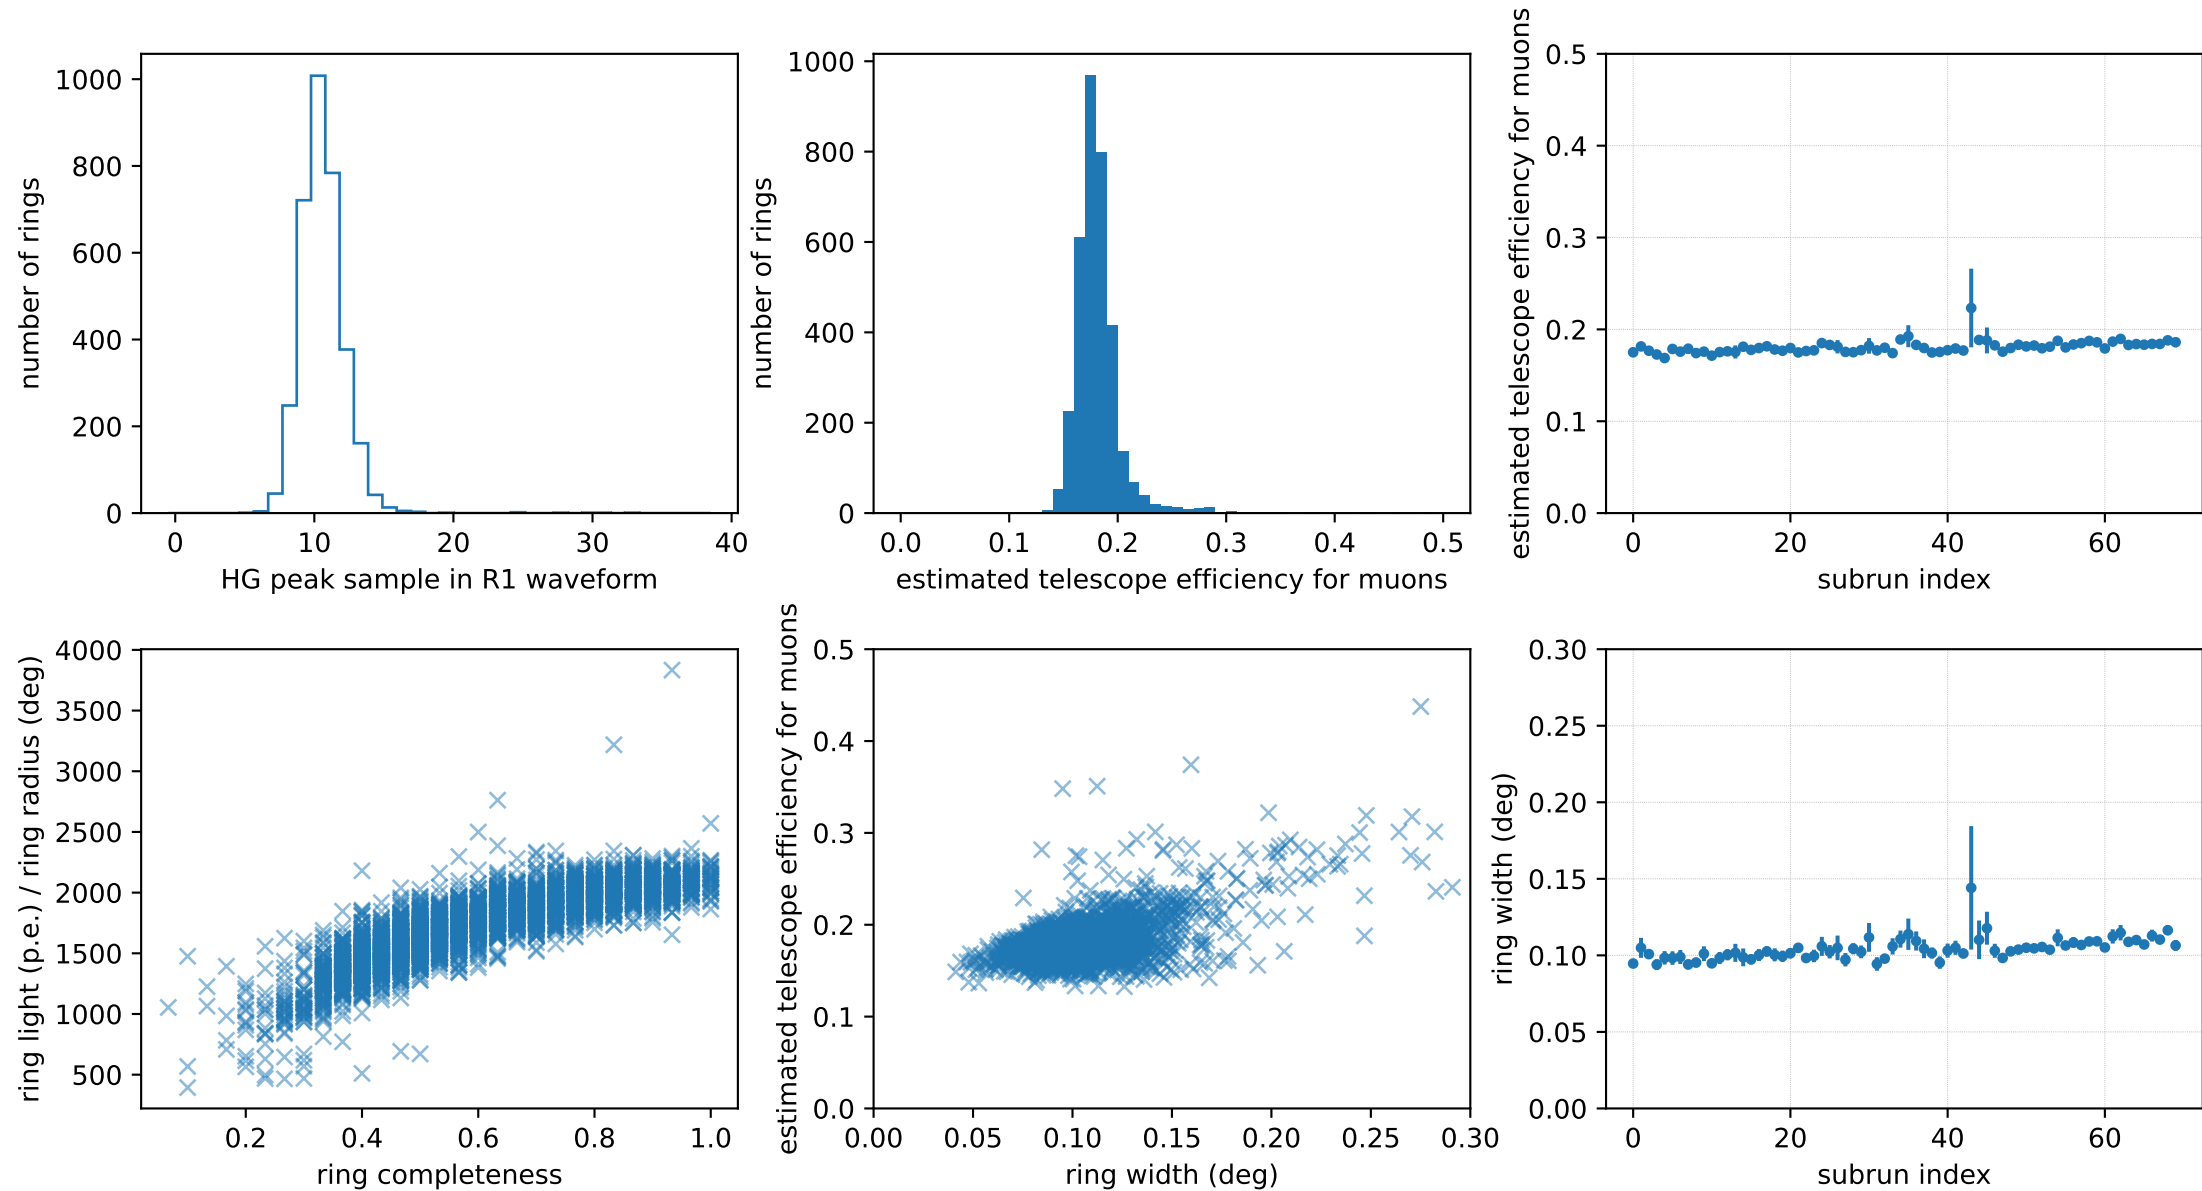 number of rings
1000
800
600
400
200
0
0 10 20 30 40
HG peak sample in R1 waveform
number of rings
1000
800
600
400
200
0
0.0 0.1 0.2 0.3 0.4 0.5
estimated telescope efficiency for muons
estimated telescope efficiency for muons
0.5
0.4
0.3
0.2
0.1
0.0
0 20 40 60
subrun index
ring light (p.e.) / ring radius (deg)
4000
3500
3000
2500
2000
1500
1000
500
0.2 0.4 0.6 0.8 1.0
ring completeness
estimated telescope efficiency for muons
0.5
0.4
0.3
0.2
0.1
0.0
0.00 0.05 0.10 0.15 0.20 0.25 0.30
ring width (deg)
ring width (deg)
0.30
0.25
0.20
0.15
0.10
0.05
0.00
0 20 40 60
subrun index